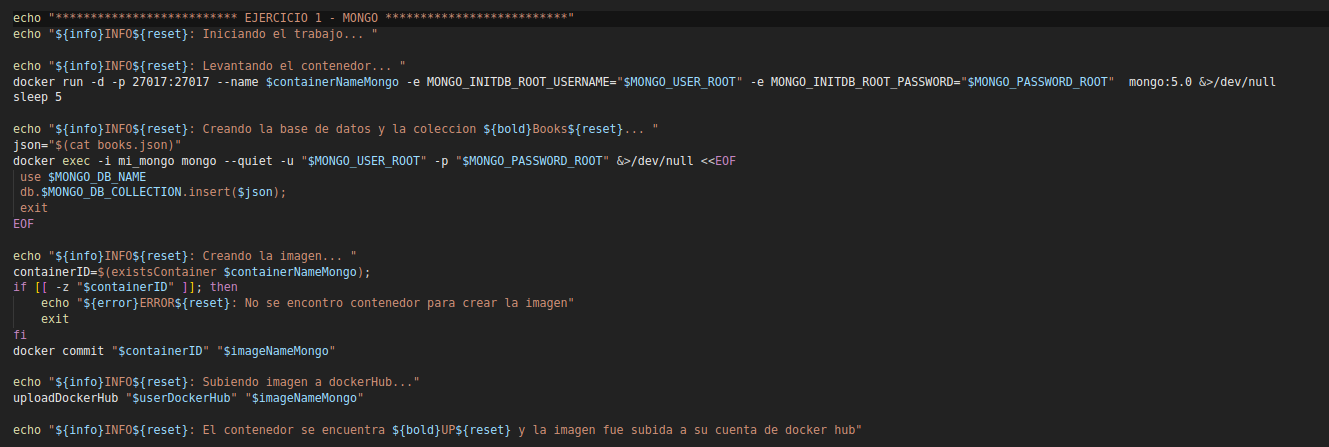 echo "************************** EJERCICIO 1 - MONGO **************************"
echo "${info}INFO${reset}: Iniciando el trabajo... "
echo "${info}INFO${reset}: Levantando el contenedor... "
docker run -d -p 27017:27017 --name $containerNameMongo -e MONGO_INITDB_ROOT_USERNAME="$MONGO_USER_ROOT" -e MONGO_INITDB_ROOT_PASSWORD="$MONGO_PASSWORD_ROOT"  mongo:5.0 &>/dev/null
sleep 5
echo "${info}INFO${reset}: Creando la base de datos y la coleccion ${bold}Books${reset}... "
json="$(cat books.json)"
docker exec -i mi_mongo mongo --quiet -u "$MONGO_USER_ROOT" -p "$MONGO_PASSWORD_ROOT" &>/dev/null <<EOF
use $MONGO_DB_NAME
db.$MONGO_DB_COLLECTION.insert($json);
exit
EOF
echo "${info}INFO${reset}: Creando la imagen... "
containerID=$(existsContainer $containerNameMongo);
if [[ -z "$containerID" ]]; then
echo "${error}ERROR${reset}: No se encontro contenedor para crear la imagen"
exit
fi
docker commit "$containerID" "$imageNameMongo"
echo "${info}INFO${reset}: Subiendo imagen a dockerHub..."
uploadDockerHub "$userDockerHub" "$imageNameMongo"
echo "${info}INFO${reset}: El contenedor se encuentra ${bold}UP${reset} y la imagen fue subida a su cuenta de docker hub"